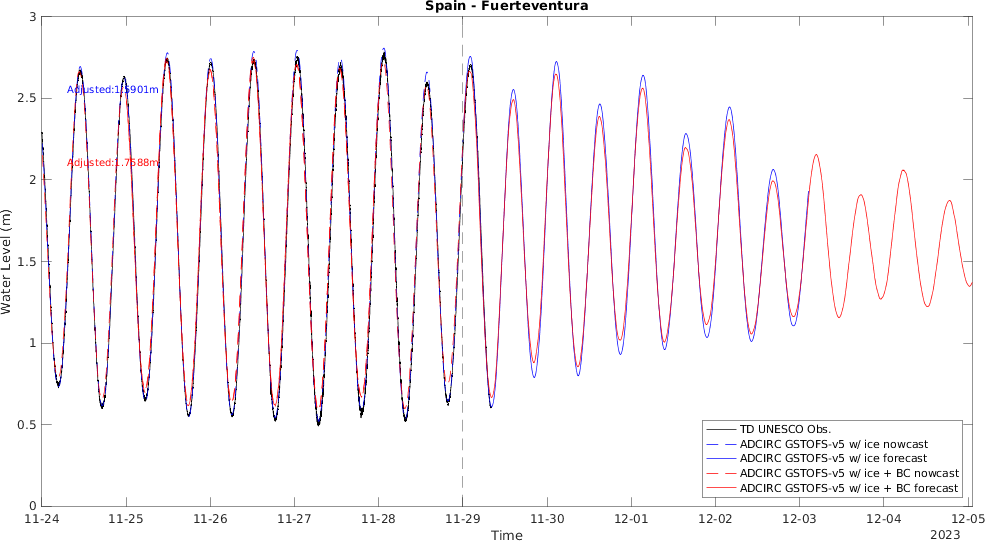 Spain - Fuerteventura
3
2.5
2
1.5
1
0.5
0
Water Level (m)
Adjusted:1.5901m
Adjusted:1.7588m
TD UNESCO Obs.
ADCIRC GSTOFS-v5 w/ ice nowcast
ADCIRC GSTOFS-v5 w/ ice forecast
ADCIRC GSTOFS-v5 w/ ice + BC nowcast
ADCIRC GSTOFS-v5 w/ ice + BC forecast
11-24 11-25 11-26 11-27 11-28 11-29 11-30 12-01 12-02 12-03 12-04 12-05
Time
2023